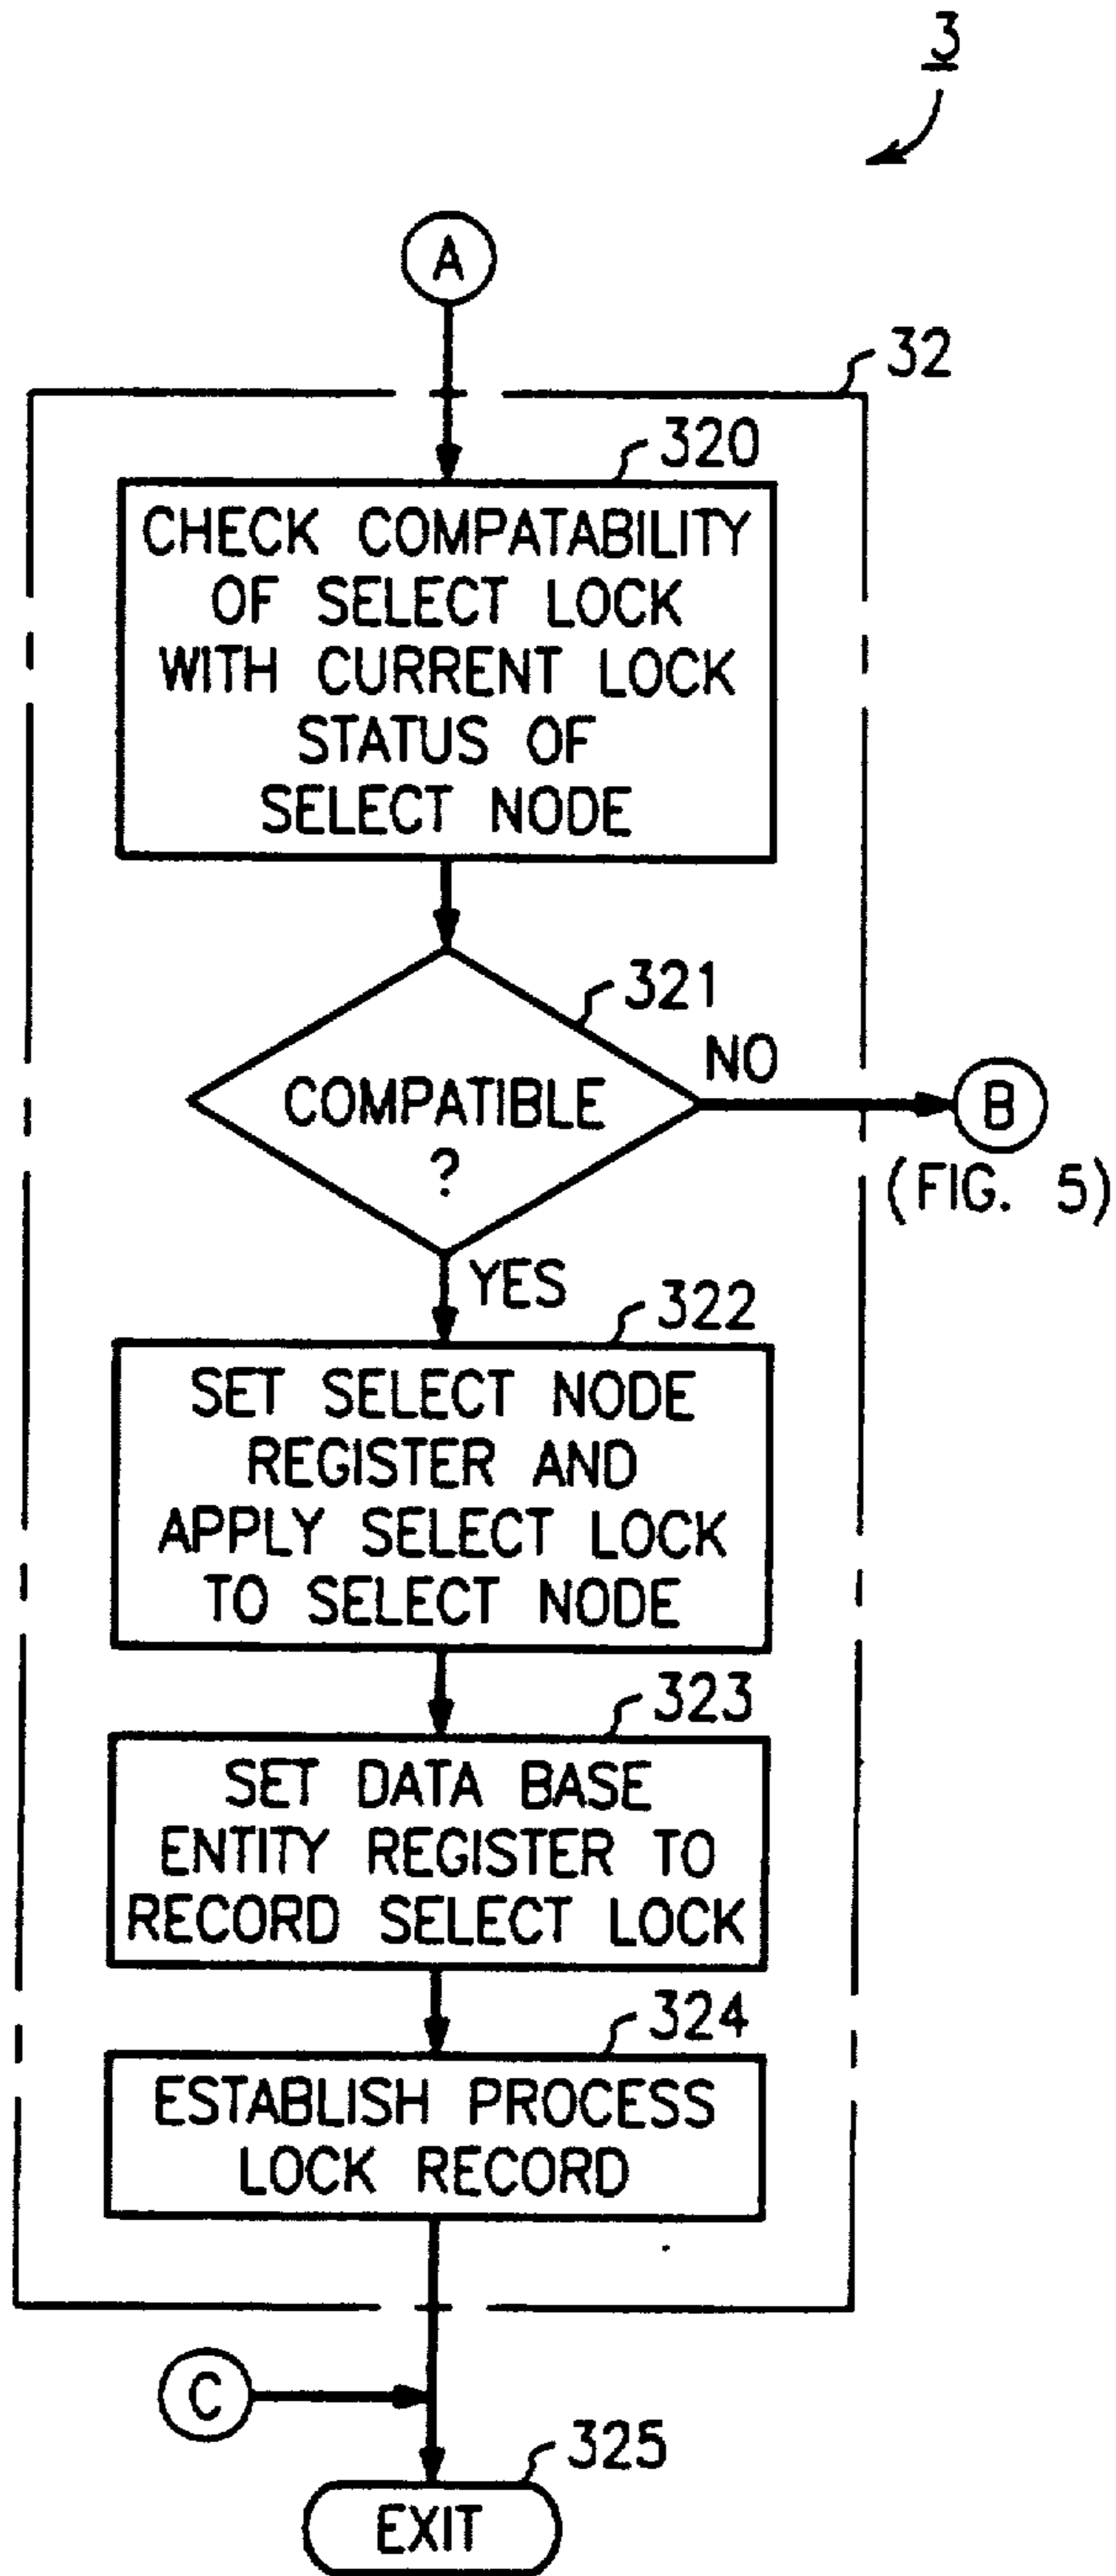 3
A
32
320
CHECK COMPATABILITY
OF SELECT LOCK
WITH CURRENT LOCK
STATUS OF
SELECT NODE
321
COMPATIBLE
?
NO
B
(FIG. 5)
YES
322
SET SELECT NODE
REGISTER AND
APPLY SELECT LOCK
TO SELECT NODE
323
SET DATA BASE
ENTITY REGISTER TO
RECORD SELECT LOCK
324
ESTABLISH PROCESS
LOCK RECORD
C
325
EXIT